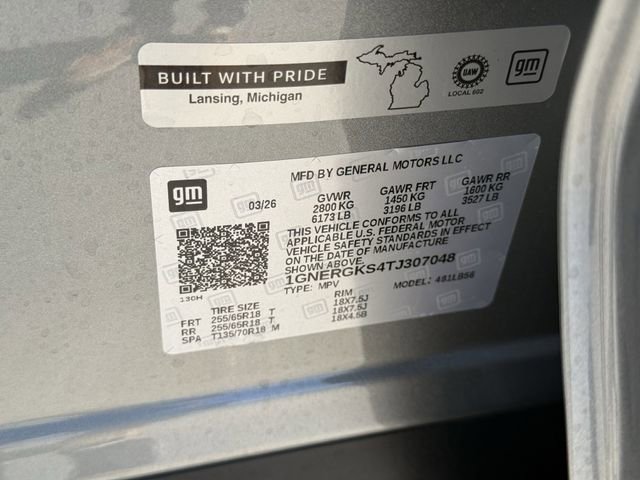 BUILT WITH PRIDE
Lansing, Michigan
UAW
LOCAL 602
gm
MFD BY GENERAL MOTORS LLC
gm
03/26
GVWR GAWR FRT GAWR RR
2800 KG 1450 KG 1600 KG
6173 LB 3196 LB 3527 LB
THIS VEHICLE CONFORMS TO ALL
APPLICABLE U.S. FEDERAL MOTOR
VEHICLE SAFETY STANDARDS IN EFFECT
ON THE DATE OF MANUFACTURE
SHOWN ABOVE.
1GNERGKS4TJ307048
TYPE: MPV MODEL: 481LB56
130H
TIRE SIZE RIM
FRT 255/65R18 T 18X7.5J
RR 255/65R18 T 18X7.5J
SPA T135/70R18 M 18X4.5B